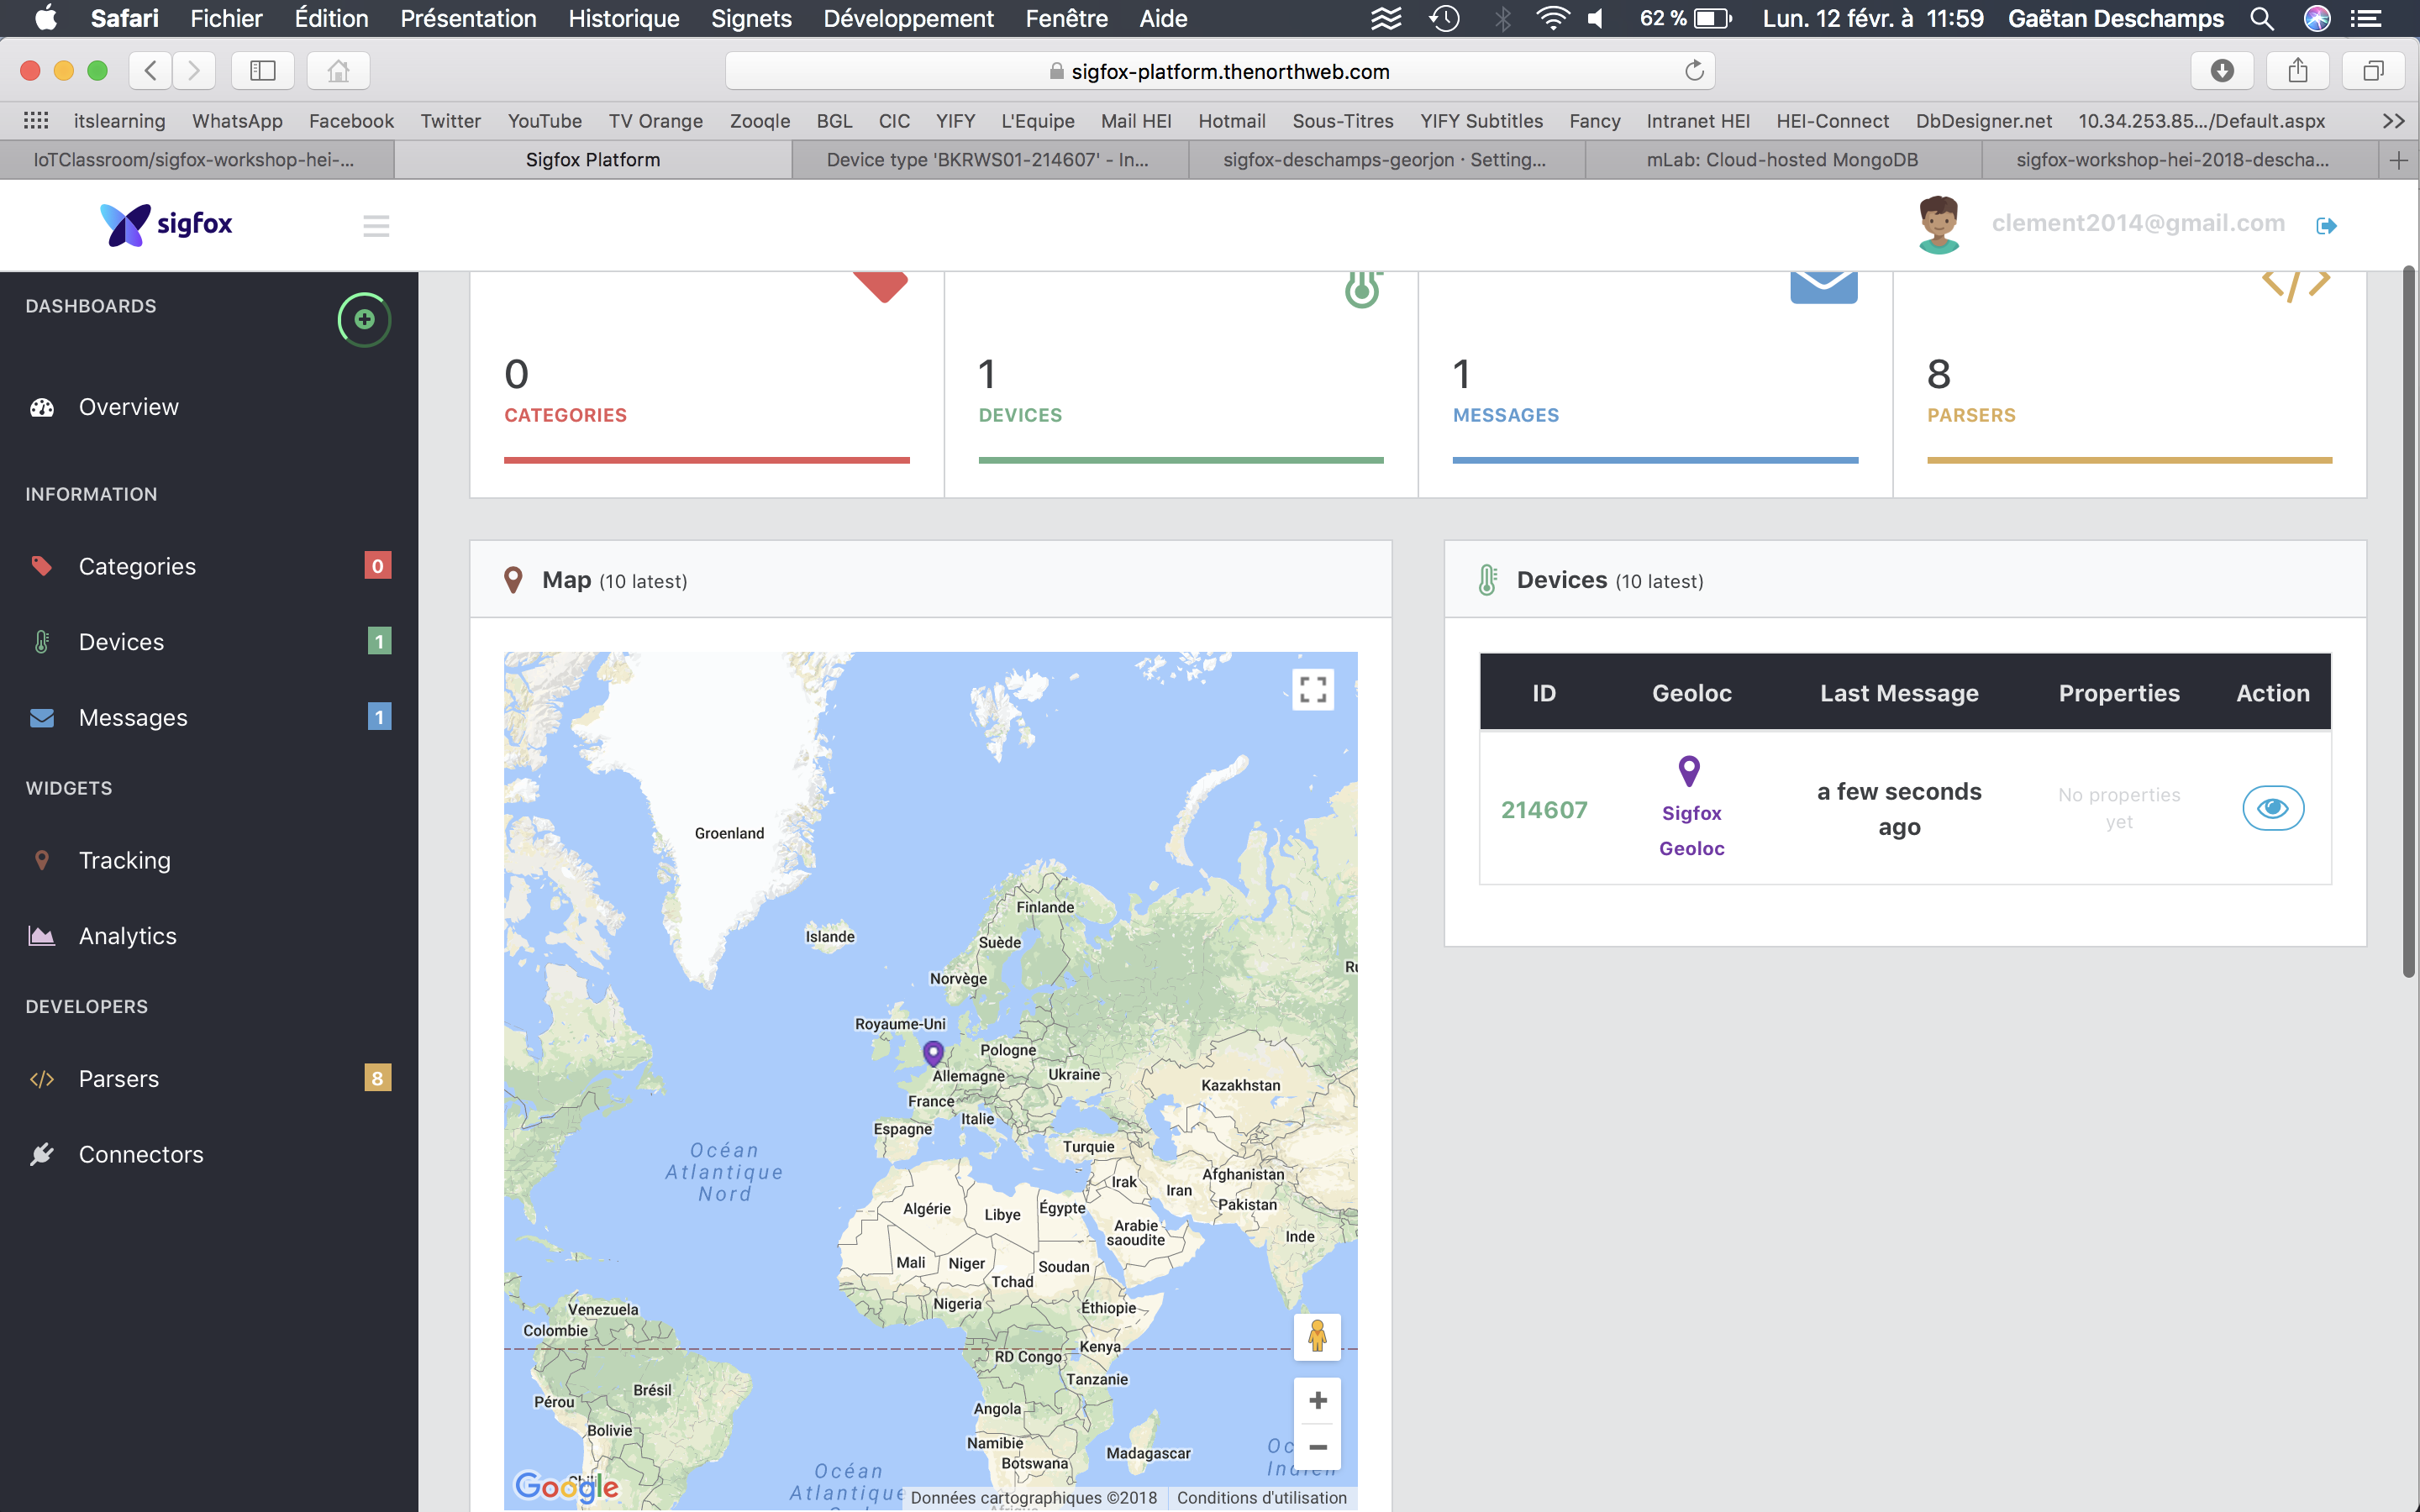 Safari Fichier Édition Présentation Historique Signets Développement Fenêtre Aide 62 % Lun. 12 févr. à 11:59 Gaëtan Deschamps
sigfox-platform.thenorthweb.com
itslearning WhatsApp Facebook Twitter YouTube TV Orange Zooqle BGL CIC YIFY L'Equipe Mail HEI Hotmail Sous-Titres YIFY Subtitles Fancy Intranet HEI HEI-Connect DbDesigner.net 10.34.253.85.../Default.aspx
IoTClassroom/sigfox-workshop-hei-... Sigfox Platform Device type 'BKRWS01-214607' - In... sigfox-deschamps-georjon · Setting... mLab: Cloud-hosted MongoDB sigfox-workshop-hei-2018-descha...
sigfox
clement2014@gmail.com
DASHBOARDS
Overview
INFORMATION
Categories 0
Devices 1
Messages 1
WIDGETS
Tracking
Analytics
DEVELOPERS
Parsers 8
Connectors
0
CATEGORIES
1
DEVICES
1
MESSAGES
8
PARSERS
Map (10 latest)
Groenland
Finlande
Islande
Suède
Norvège
Royaume-Uni
Pologne
Allemagne
Ukraine
Kazakhstan
France
Italie
Espagne
Turquie
Océan
Atlantique
Nord
Afghanistan
Irak
Iran
Pakistan
Algérie
Libye
Égypte
Arabie
saoudite
Inde
Mali
Niger
Soudan
Tchad
Nigeria
Éthiopie
Venezuela
Colombie
Kenya
RD Congo
Tanzanie
Brésil
Pérou
Angola
Bolivie
Namibie
Madagascar
Botswana
Océan
Atlantique
Google
Données cartographiques ©2018 Conditions d'utilisation
Devices (10 latest)
ID Geoloc Last Message Properties Action
214607
Sigfox
Geoloc
a few seconds
ago
No properties
yet